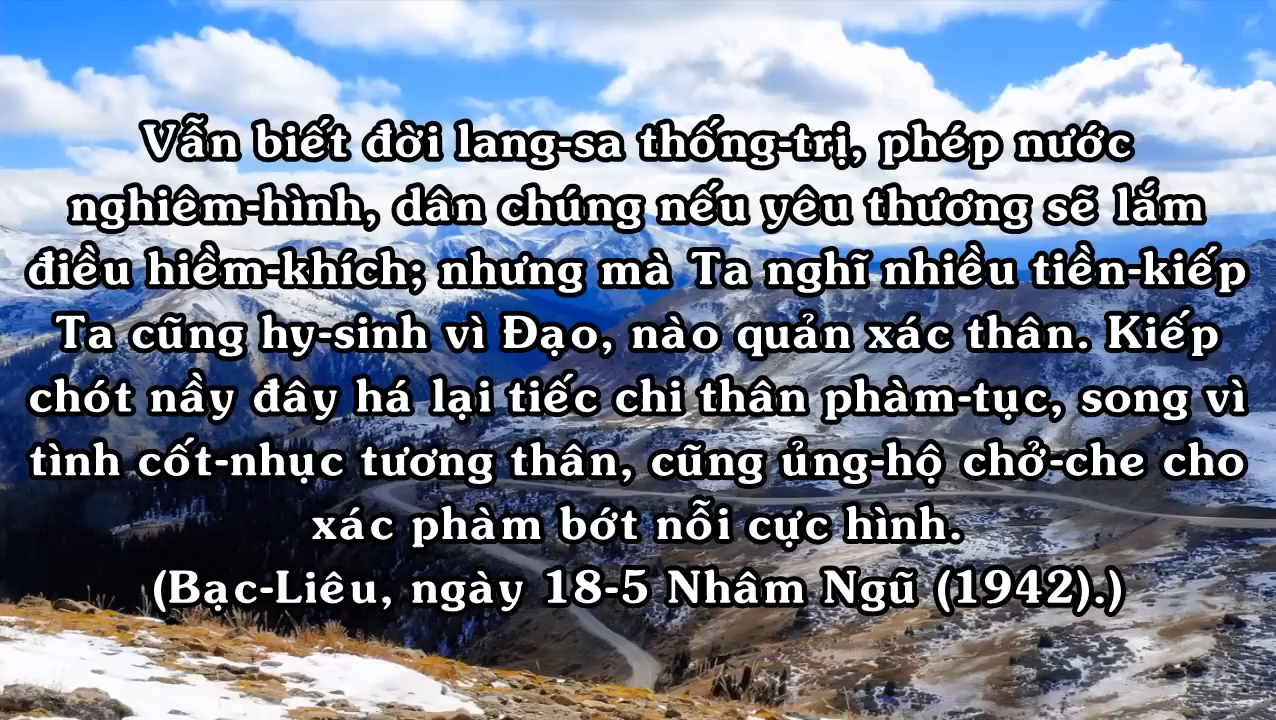 Vẫn biết đời lang-sa thống-trị, phép nước
nghiêm-hình, dân chúng nếu yêu thương sẽ lắm
điều hiềm-khích; nhưng mà Ta nghĩ nhiều tiền-kiếp
Ta cũng hy-sinh vì Đạo, nào quản xác thân. Kiếp
chót nầy đây há lại tiếc chi thân phàm-tục, song vì
tình cốt-nhục tương thân, cũng ủng-hộ chở-che cho
xác phàm bớt nỗi cực hình.
(Bạc-Liêu, ngày 18-5 Nhâm Ngũ (1942).)